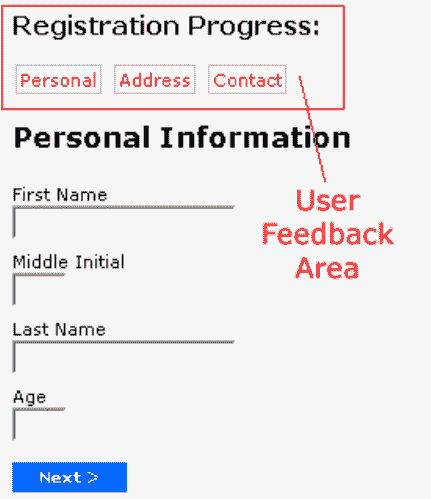 Registration Progress:
Personal Address Contact
Personal Information
First Name
User
Feedback
Area
Middle Initial
Last Name
Age
Next >